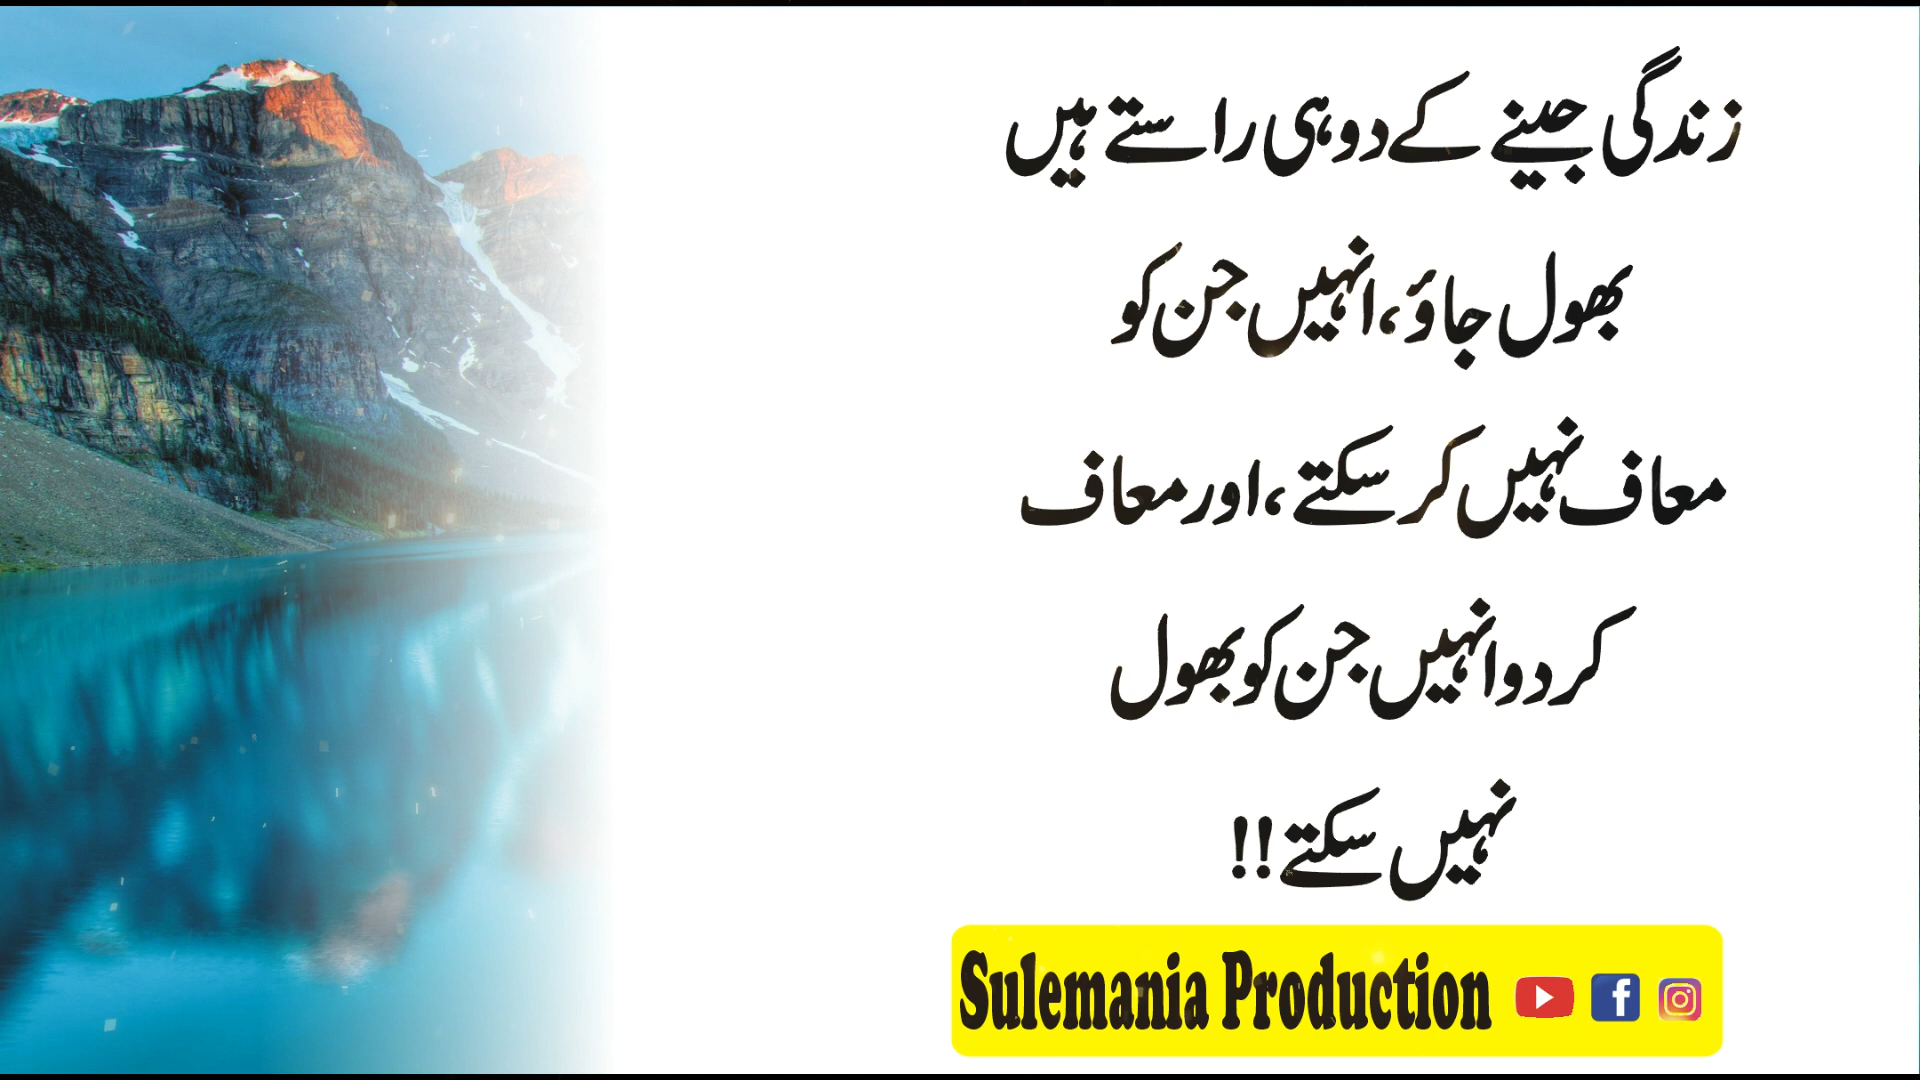 زندگی جینے کے دو ہی راستے ہیں
بھول جاؤ، انہیں جن کو
معاف نہیں کر سکتے، اور معاف
کر دو انہیں جن کو بھول
نہیں سکتے!!
Sulemania Production